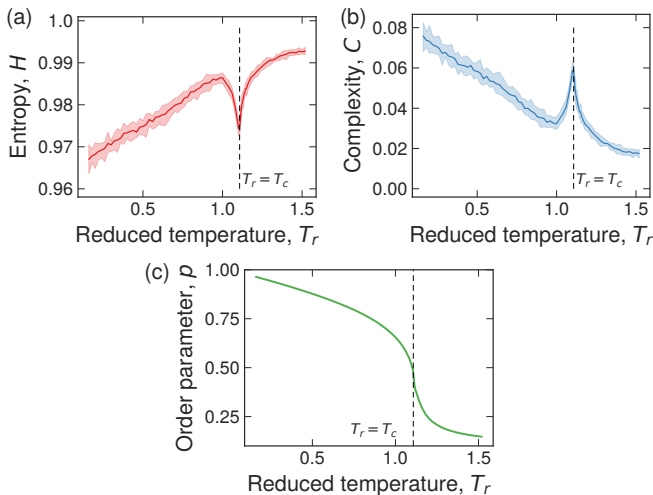 (a)
1.0
0.99
0.98
0.97
0.96
Entropy, H
T_r = T_c
0.5
1.0
1.5
Reduced temperature, T_r
(b)
0.08
0.06
0.04
0.02
0.00
Complexity, C
T_r = T_c
0.5
1.0
1.5
Reduced temperature, T_r
(c)
1.00
0.75
0.50
0.25
Order parameter, p
T_r = T_c
0.5
1.0
1.5
Reduced temperature, T_r